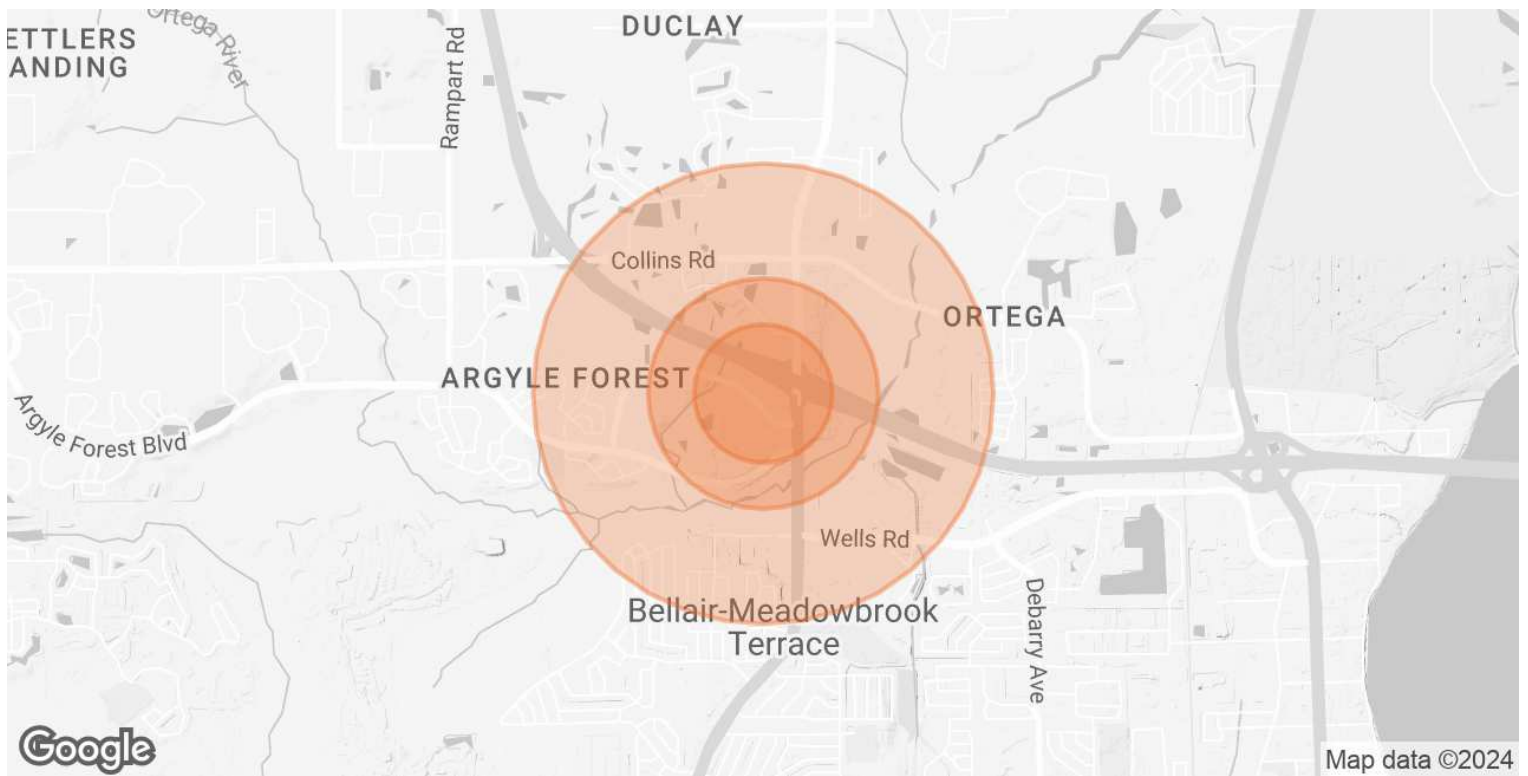 DUCLAY
ETTLERS
ANDING
Ortega River
Rampart Rd
Collins Rd
ORTEGA
ARGYLE FOREST
Argyle Forest Blvd
Wells Rd
Bellair-Meadowbrook
Terrace
Debarry Ave
Google
Map data ©2024